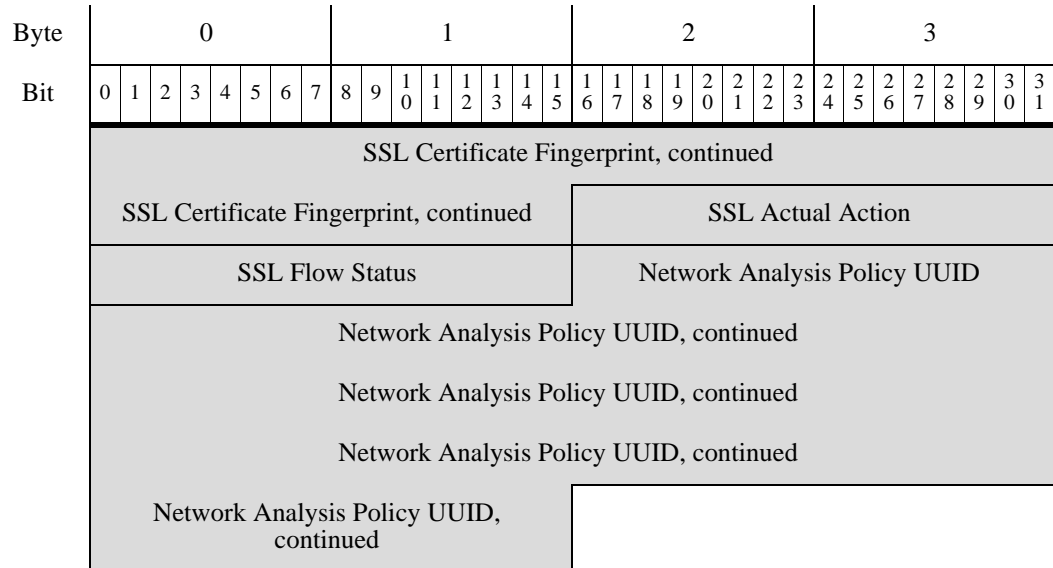 Byte 0 1 2 3
Bit 0 1 2 3 4 5 6 7 8 9 10 11 12 13 14 15 16 17 18 19 20 21 22 23 24 25 26 27 28 29 30 31
SSL Certificate Fingerprint, continued
SSL Certificate Fingerprint, continued SSL Actual Action
SSL Flow Status Network Analysis Policy UUID
Network Analysis Policy UUID, continued
Network Analysis Policy UUID, continued
Network Analysis Policy UUID, continued
Network Analysis Policy UUID,
continued